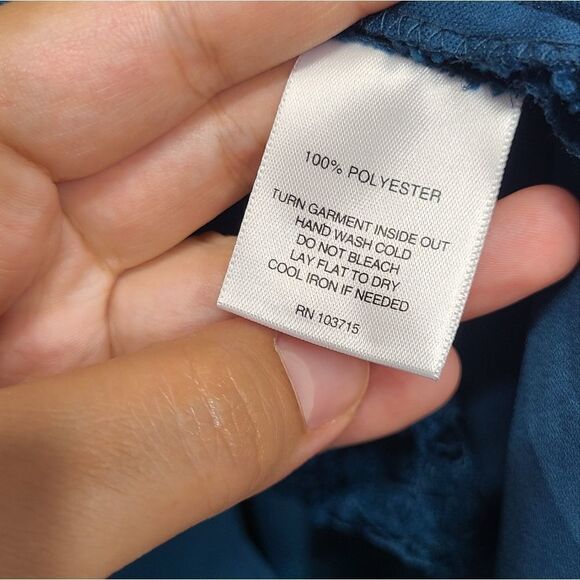 100% POLYESTER
TURN GARMENT INSIDE OUT
HAND WASH COLD
DO NOT BLEACH
LAY FLAT TO DRY
COOL IRON IF NEEDED
RN 103715